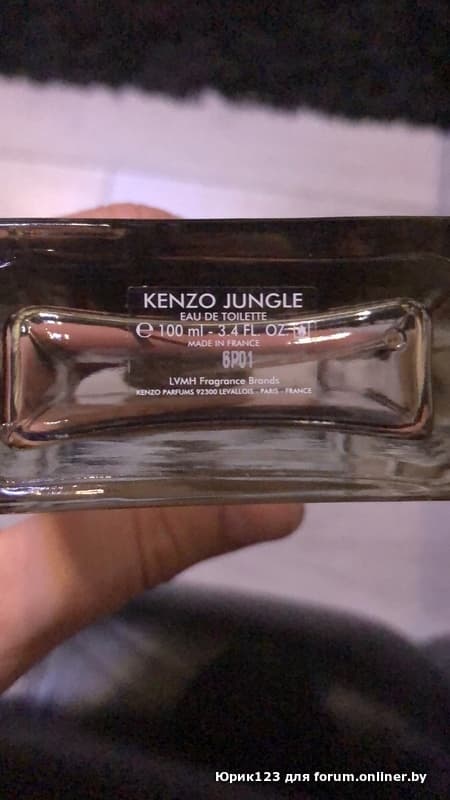 KENZO JUNGLE
EAU DE TOILETTE
℮ 100 ml - 3.4 FL. OZ
MADE IN FRANCE
6P01
LVMH Fragrance Brands
KENZO PARFUMS 92300 LEVALLOIS - PARIS - FRANCE
Юрик123 для forum.onliner.by